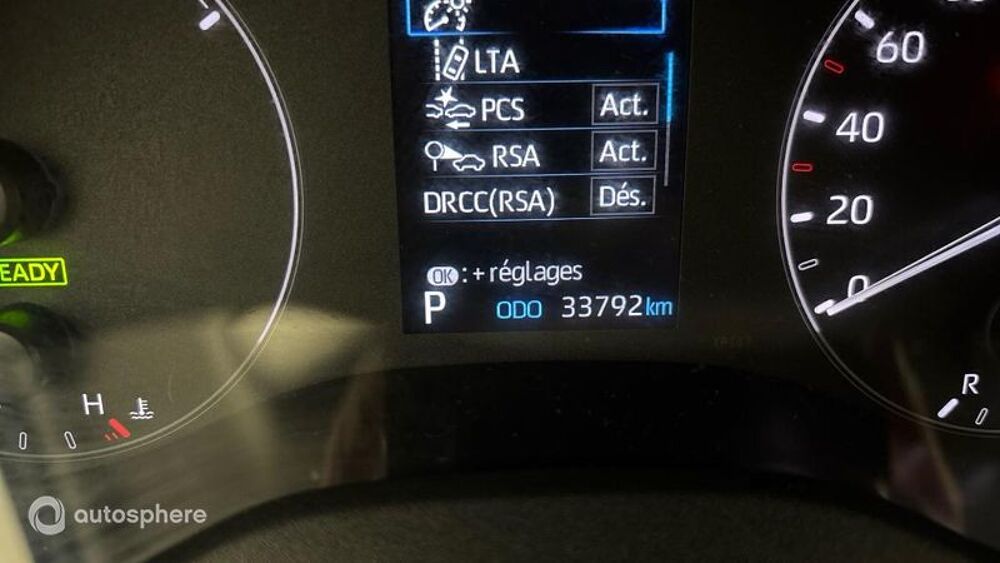 LTA
PCS Act.
RSA Act.
DRCC(RSA) Dés.
OK : + réglages
P ODO 33792 km
60
40
20
0
EADY
H
R
autosphere